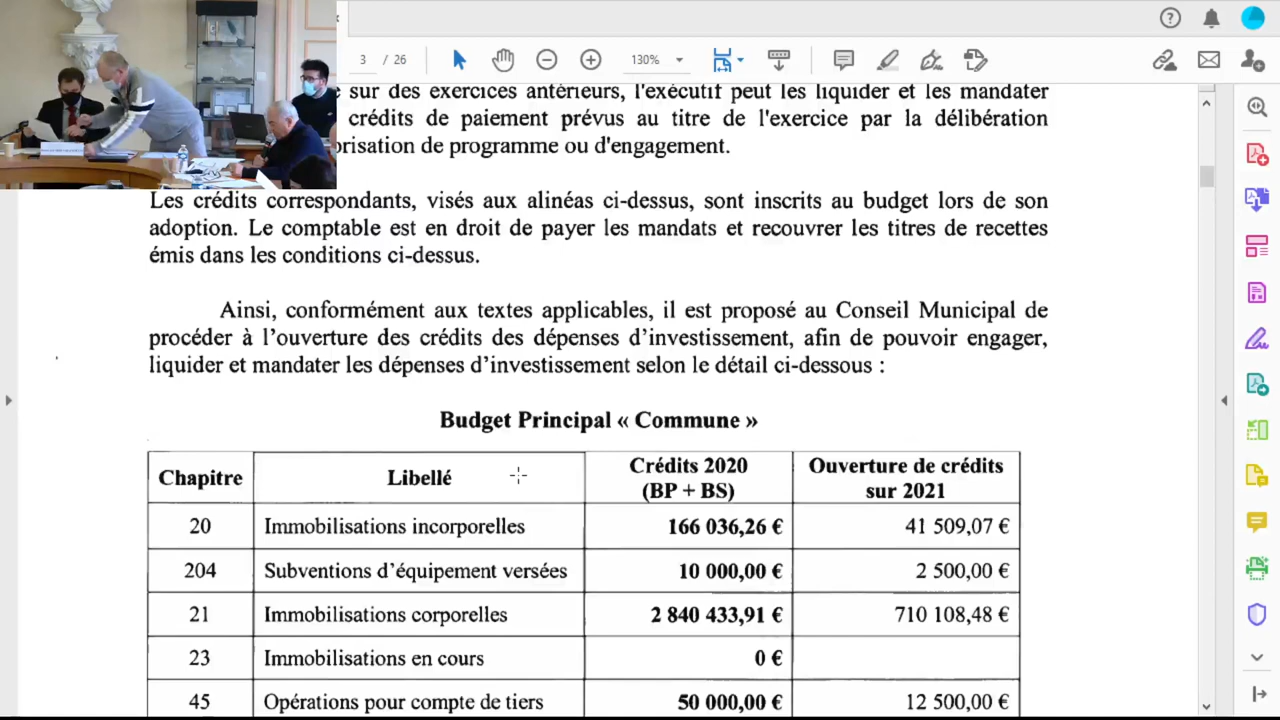 3 / 26
130%
sur des exercices antérieurs, l'exécutif peut les liquider et les mandater
crédits de paiement prévus au titre de l'exercice par la délibération
orisation de programme ou d'engagement.
Les crédits correspondants, visés aux alinéas ci-dessus, sont inscrits au budget lors de son
adoption. Le comptable est en droit de payer les mandats et recouvrer les titres de recettes
émis dans les conditions ci-dessus.
Ainsi, conformément aux textes applicables, il est proposé au Conseil Municipal de
procéder à l'ouverture des crédits des dépenses d'investissement, afin de pouvoir engager,
liquider et mandater les dépenses d'investissement selon le détail ci-dessous :
Budget Principal « Commune »
Chapitre Libellé Crédits 2020 (BP + BS) Ouverture de crédits sur 2021
20 Immobilisations incorporelles 166 036,26 € 41 509,07 €
204 Subventions d'équipement versées 10 000,00 € 2 500,00 €
21 Immobilisations corporelles 2 840 433,91 € 710 108,48 €
23 Immobilisations en cours 0 €
45 Opérations pour compte de tiers 50 000,00 € 12 500,00 €